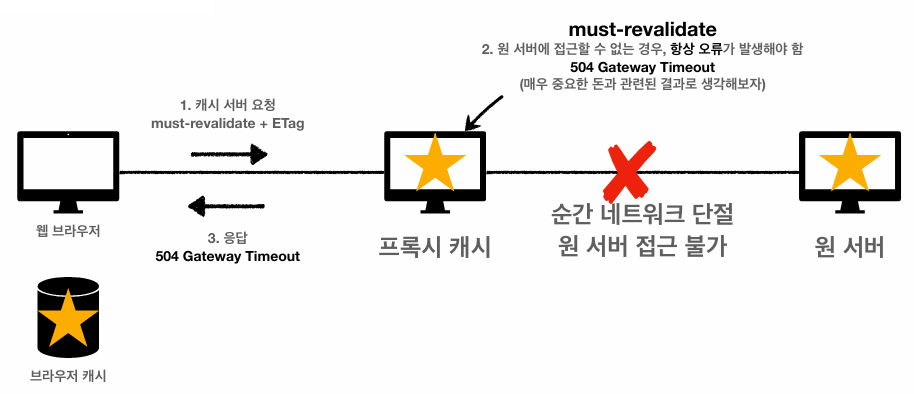 must-revalidate
2. 원 서버에 접근할 수 없는 경우, 항상 오류가 발생해야 함
504 Gateway Timeout
(매우 중요한 돈과 관련된 결과로 생각해보자)
1. 캐시 서버 요청
must-revalidate + ETag
웹 브라우저
3. 응답
504 Gateway Timeout
프록시 캐시
순간 네트워크 단절
원 서버 접근 불가
원 서버
브라우저 캐시